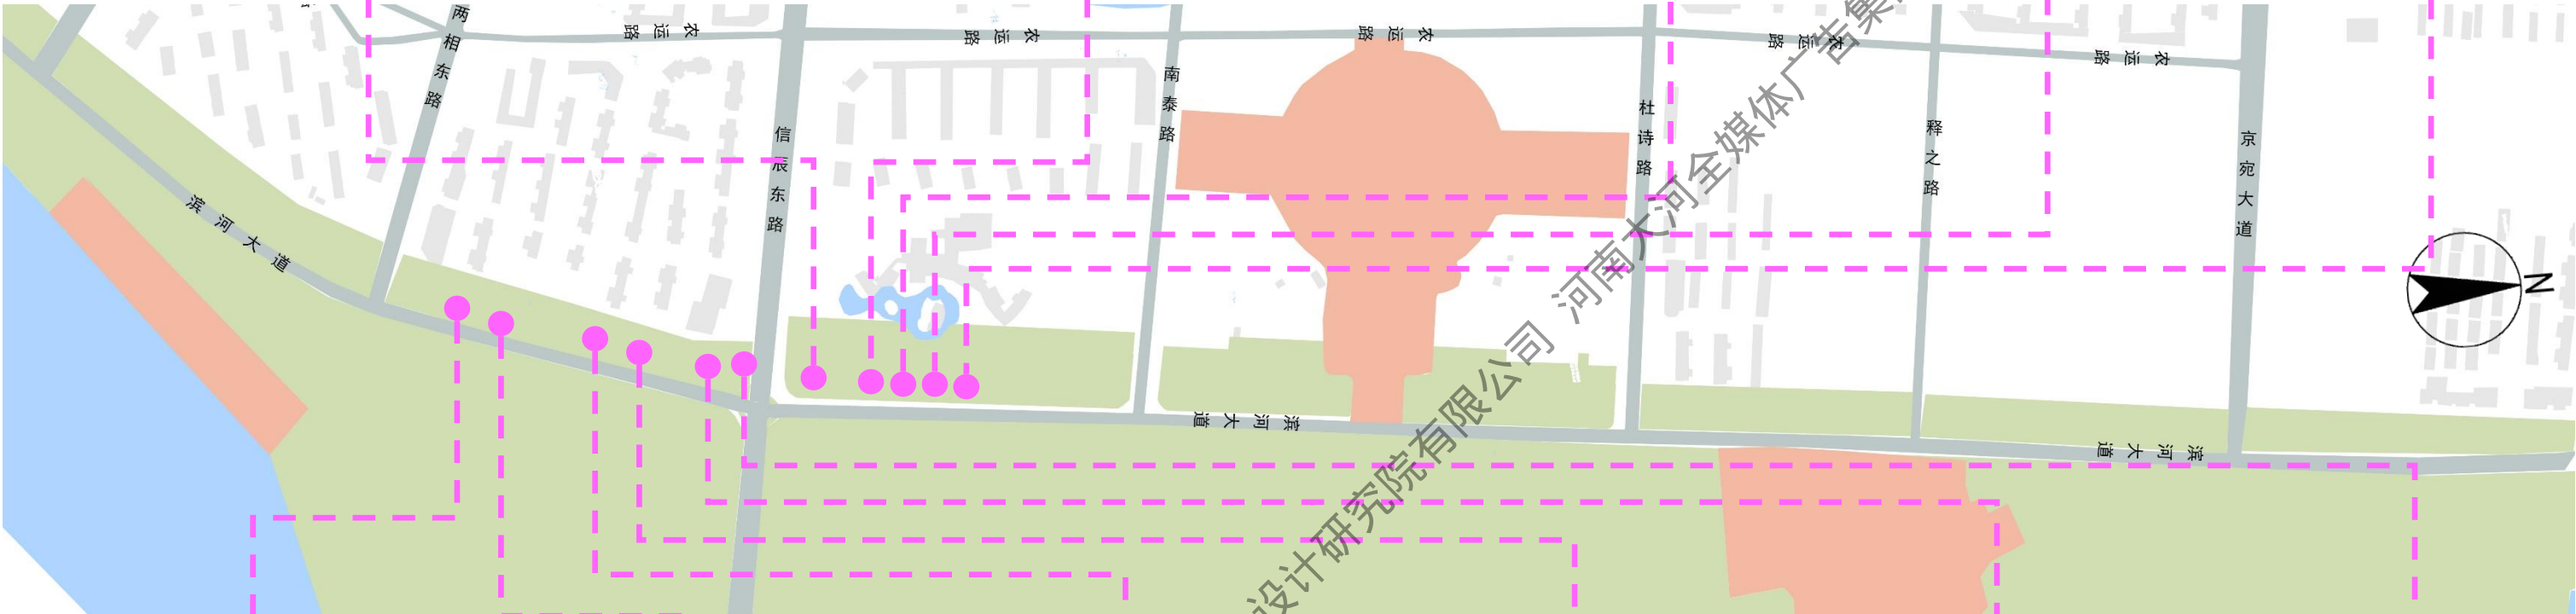 两相东路
农运路
农运路
农运路
农运路
农运路
南泰路
杜诗路
信辰东路
释之路
京宛大道
滨河大道
滨河大道
滨河大道
N
设计研究院有限公司 河南大河全媒体广告集